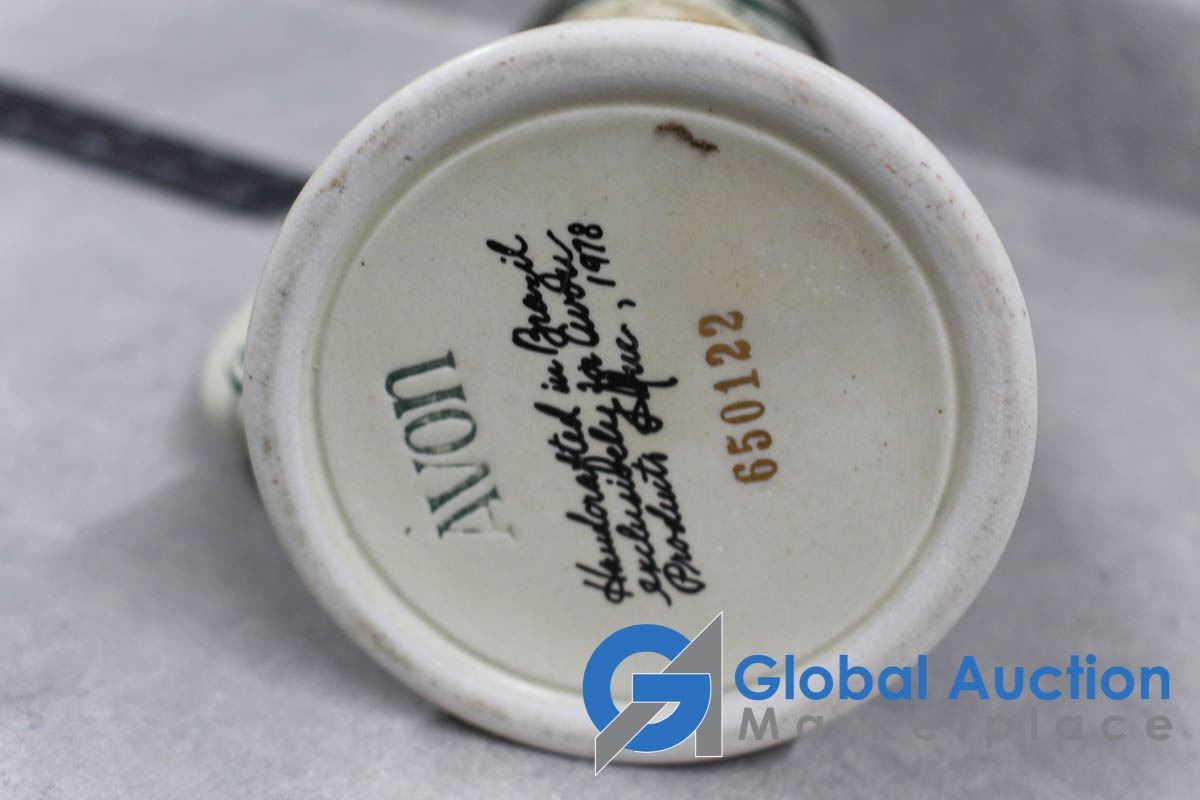 AVON
Handcrafted in Brazil
exclusively for Avon
Products Inc., 1978
650122
Global Auction
Marketplace